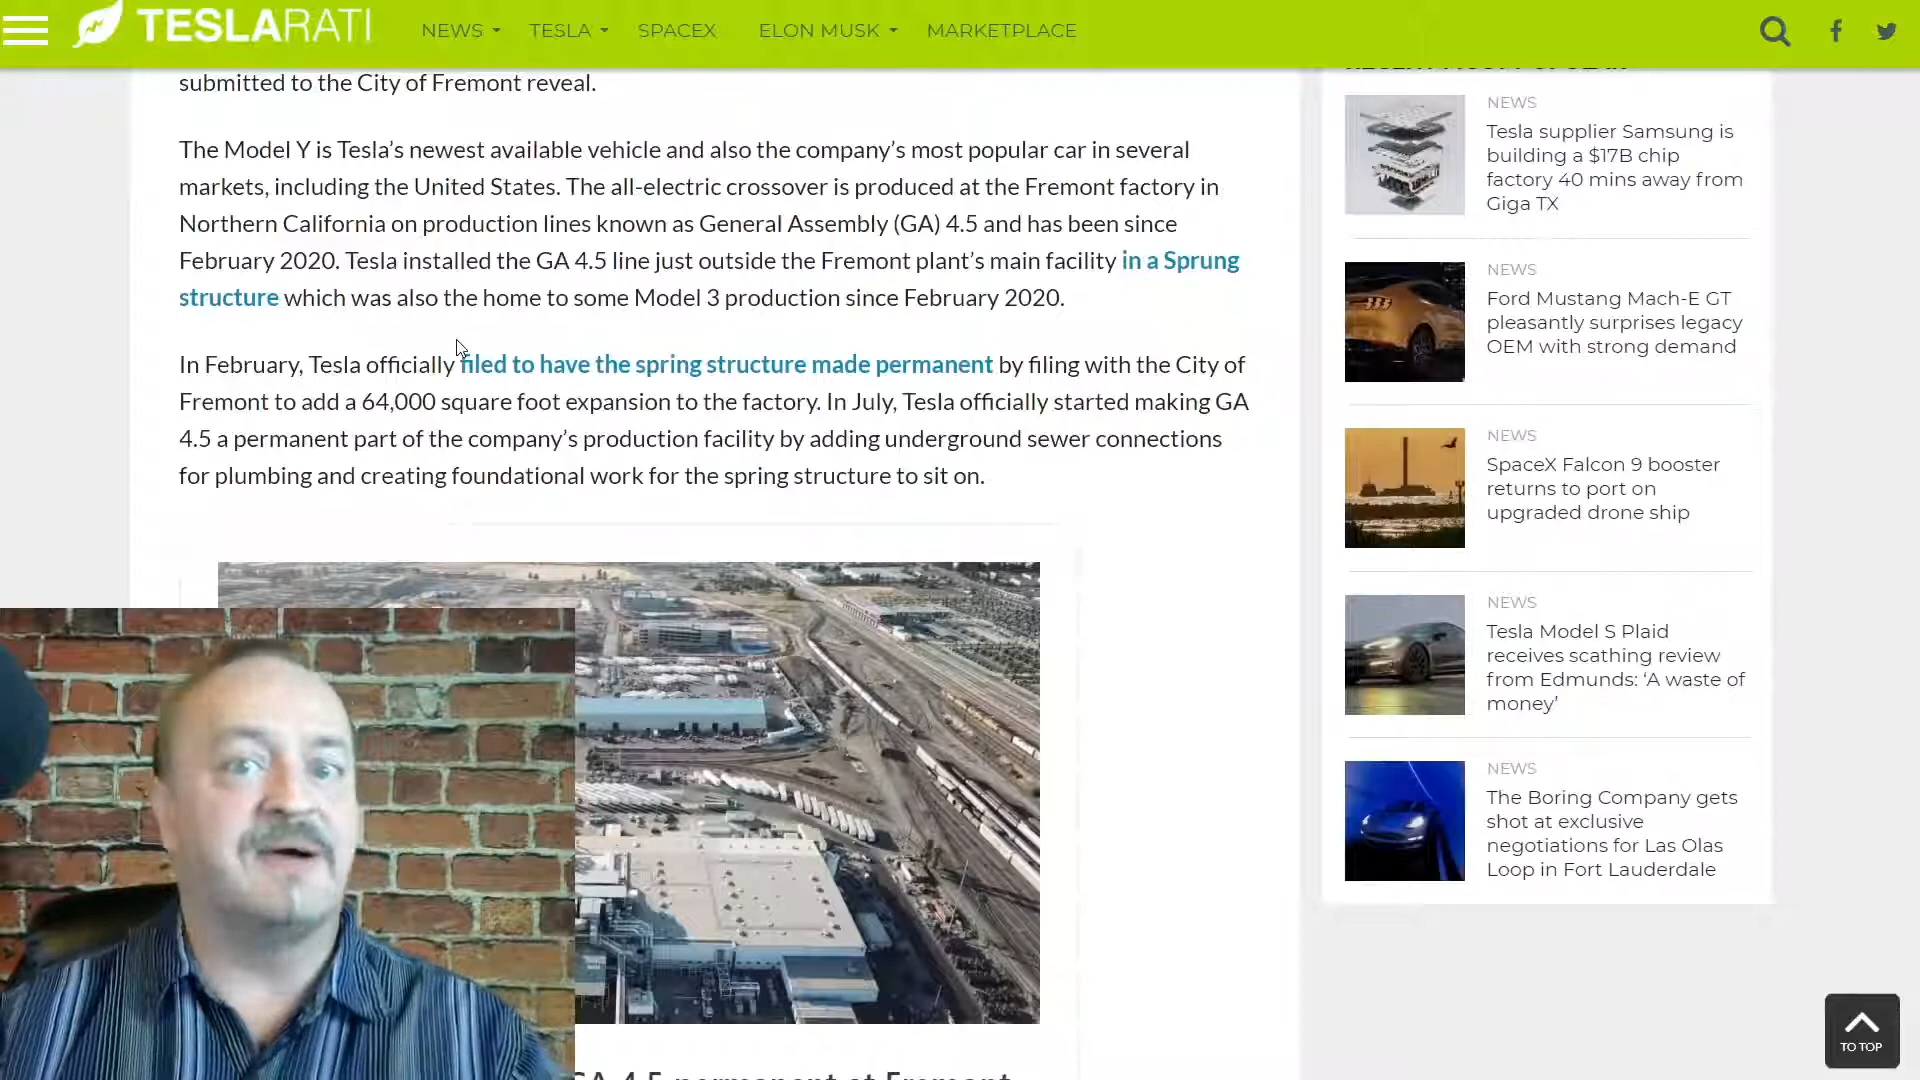 TESLARATI
NEWS
TESLA
SPACEX
ELON MUSK
MARKETPLACE
submitted to the City of Fremont reveal.
The Model Y is Tesla’s newest available vehicle and also the company’s most popular car in several
markets, including the United States. The all-electric crossover is produced at the Fremont factory in
Northern California on production lines known as General Assembly (GA) 4.5 and has been since
February 2020. Tesla installed the GA 4.5 line just outside the Fremont plant’s main facility in a Sprung
structure which was also the home to some Model 3 production since February 2020.
In February, Tesla officially filed to have the spring structure made permanent by filing with the City of
Fremont to add a 64,000 square foot expansion to the factory. In July, Tesla officially started making GA
4.5 a permanent part of the company’s production facility by adding underground sewer connections
for plumbing and creating foundational work for the spring structure to sit on.
GA 4.5 permanent at Fremont
NEWS
Tesla supplier Samsung is
building a $17B chip
factory 40 mins away from
Giga TX
NEWS
Ford Mustang Mach-E GT
pleasantly surprises legacy
OEM with strong demand
NEWS
SpaceX Falcon 9 booster
returns to port on
upgraded drone ship
NEWS
Tesla Model S Plaid
receives scathing review
from Edmunds: ‘A waste of
money’
NEWS
The Boring Company gets
shot at exclusive
negotiations for Las Olas
Loop in Fort Lauderdale
TO TOP